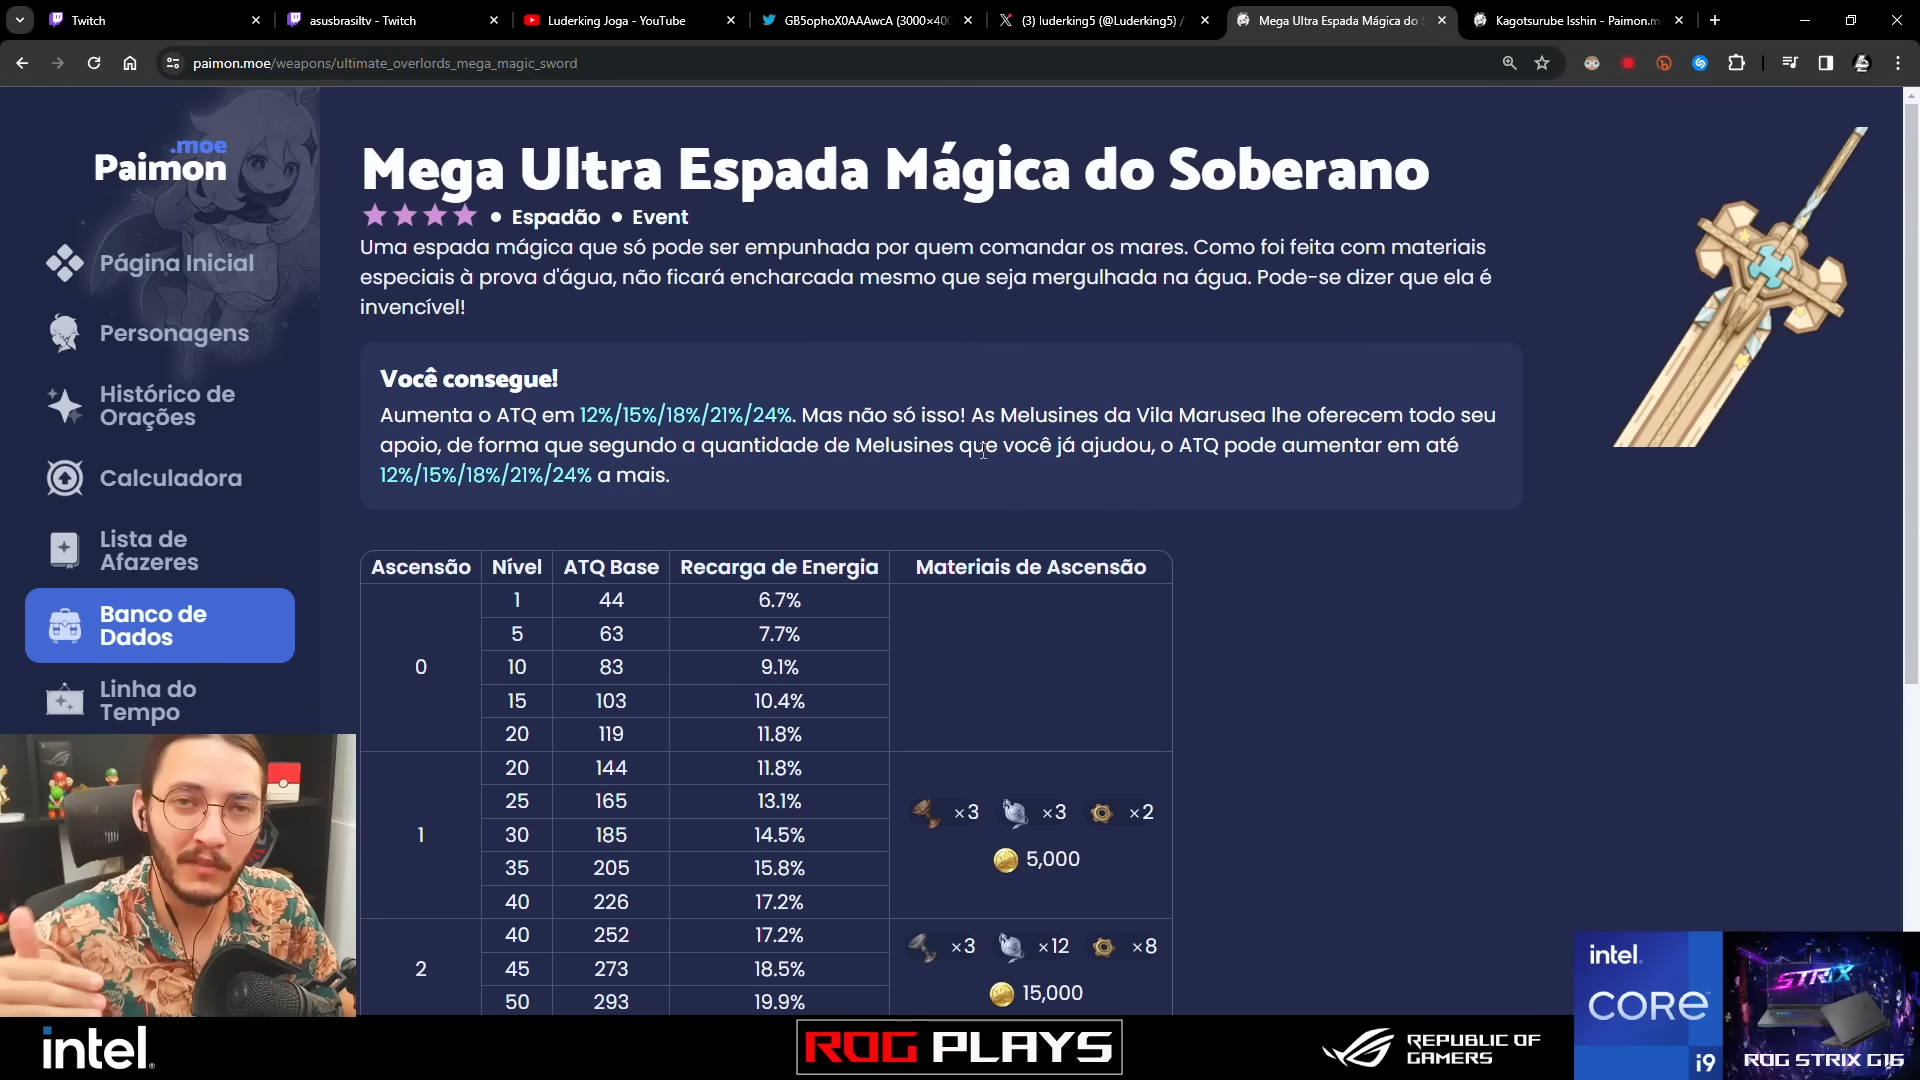 Twitch
asusbrasiltv - Twitch
Luderking Joga - YouTube
GB5ophoX0AAAwcA (3000×40
(3) luderking5 (@Luderking5) /
Mega Ultra Espada Mágica do S
Kagotsurube Isshin - Paimon.m
paimon.moe/weapons/ultimate_overlords_mega_magic_sword
.moe
Paimon
Página Inicial
Personagens
Histórico de
Orações
Calculadora
Lista de
Afazeres
Banco de
Dados
Linha do
Tempo
Mega Ultra Espada Mágica do Soberano
Espadão • Event
Uma espada mágica que só pode ser empunhada por quem comandar os mares. Como foi feita com materiais
especiais à prova d'água, não ficará encharcada mesmo que seja mergulhada na água. Pode-se dizer que ela é
invencível!
Você consegue!
Aumenta o ATQ em 12%/15%/18%/21%/24%. Mas não só isso! As Melusines da Vila Marusea lhe oferecem todo seu
apoio, de forma que segundo a quantidade de Melusines que você já ajudou, o ATQ pode aumentar em até
12%/15%/18%/21%/24% a mais.
Ascensão Nível ATQ Base Recarga de Energia Materiais de Ascensão
0
1 44 6.7%
5 63 7.7%
10 83 9.1%
15 103 10.4%
20 119 11.8%
1
20 144 11.8%
25 165 13.1%
30 185 14.5%
35 205 15.8%
40 226 17.2%
×3 ×3 ×2
5,000
2
40 252 17.2%
45 273 18.5%
50 293 19.9%
×3 ×12 ×8
15,000
intel.
ROG PLAYS
REPUBLIC OF
GAMERS
intel.
CORE
i9
STRIX
ROG STRIX G16